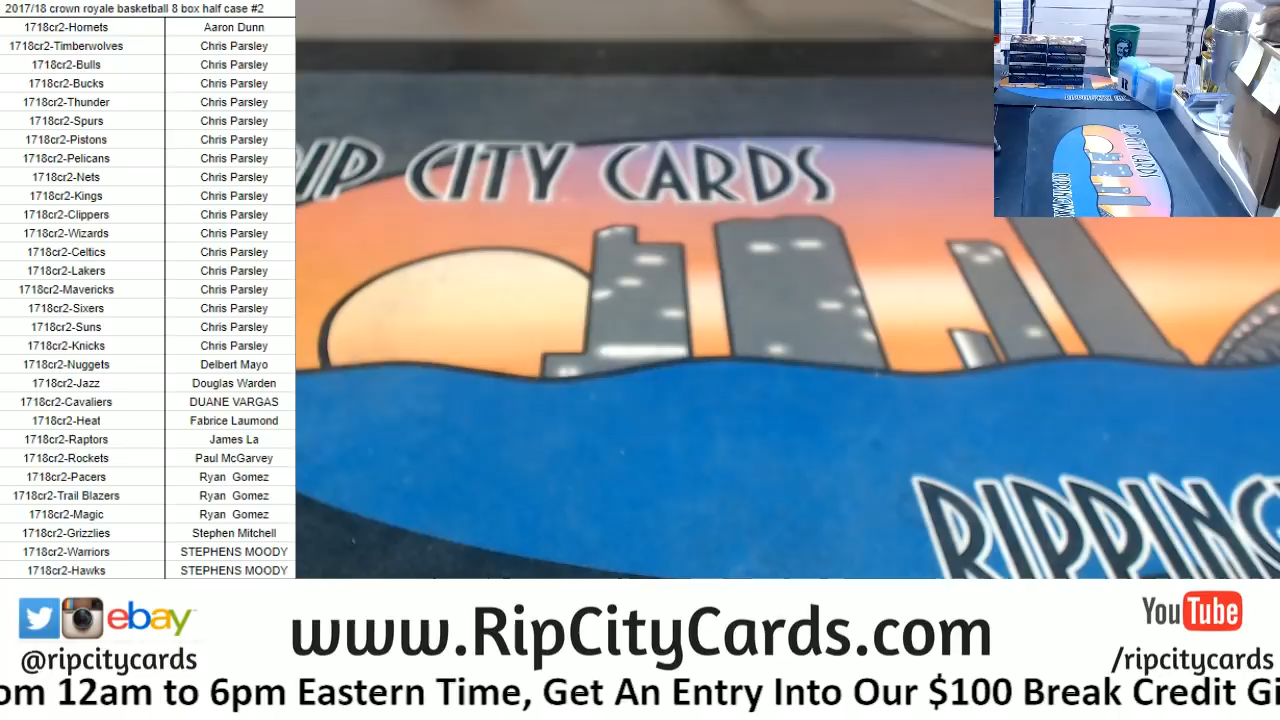 2017/18 crown royale basketball 8 box half case #2
1718cr2-Hornets Aaron Dunn
1718cr2-Timberwolves Chris Parsley
1718cr2-Bulls Chris Parsley
1718cr2-Bucks Chris Parsley
1718cr2-Thunder Chris Parsley
1718cr2-Spurs Chris Parsley
1718cr2-Pistons Chris Parsley
1718cr2-Pelicans Chris Parsley
1718cr2-Nets Chris Parsley
1718cr2-Kings Chris Parsley
1718cr2-Clippers Chris Parsley
1718cr2-Wizards Chris Parsley
1718cr2-Celtics Chris Parsley
1718cr2-Lakers Chris Parsley
1718cr2-Mavericks Chris Parsley
1718cr2-Sixers Chris Parsley
1718cr2-Suns Chris Parsley
1718cr2-Knicks Chris Parsley
1718cr2-Nuggets Delbert Mayo
1718cr2-Jazz Douglas Warden
1718cr2-Cavaliers DUANE VARGAS
1718cr2-Heat Fabrice Laumond
1718cr2-Raptors James La
1718cr2-Rockets Paul McGarvey
1718cr2-Pacers Ryan Gomez
1718cr2-Trail Blazers Ryan Gomez
1718cr2-Magic Ryan Gomez
1718cr2-Grizzlies Stephen Mitchell
1718cr2-Warriors STEPHENS MOODY
1718cr2-Hawks STEPHENS MOODY
RIP CITY CARDS
RIPPING
ebay
@ripcitycards
www.RipCityCards.com
YouTube
/ripcitycards
om 12am to 6pm Eastern Time, Get An Entry Into Our $100 Break Credit Gi